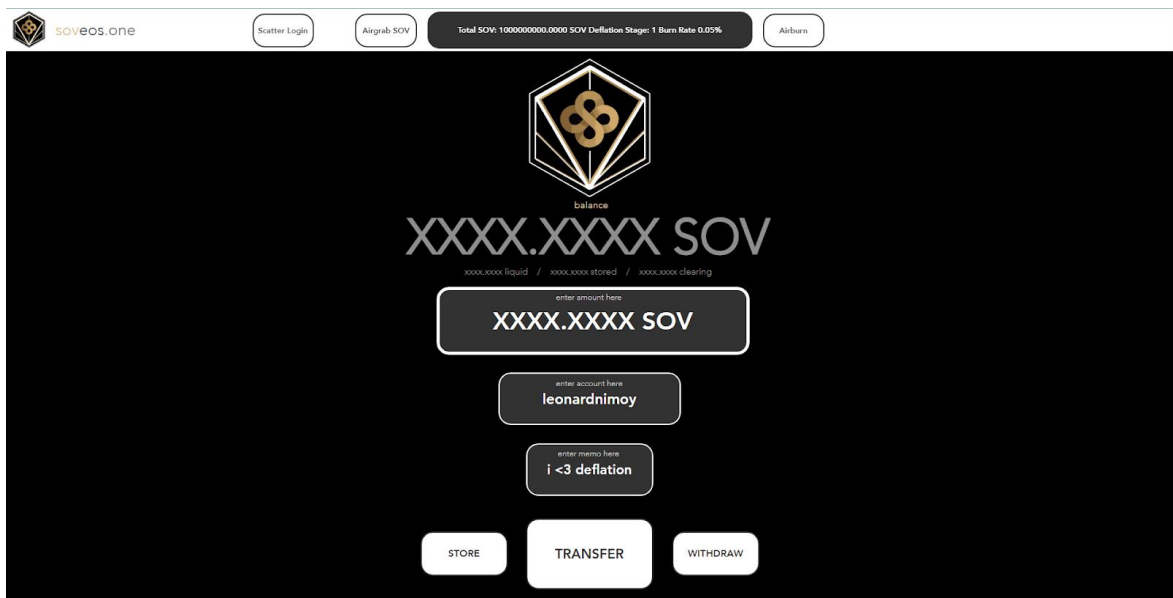 soveos.one
Scatter Login
Airgrab SOV
Total SOV: 1000000000.0000 SOV Deflation Stage: 1 Burn Rate 0.05%
Airburn
balance
XXXX.XXXX SOV
xxxx.xxxx liquid / xxxx.xxxx stored / xxxx.xxxx clearing
enter amount here
XXXX.XXXX SOV
enter account here
leonardnimoy
enter memo here
i <3 deflation
STORE
TRANSFER
WITHDRAW